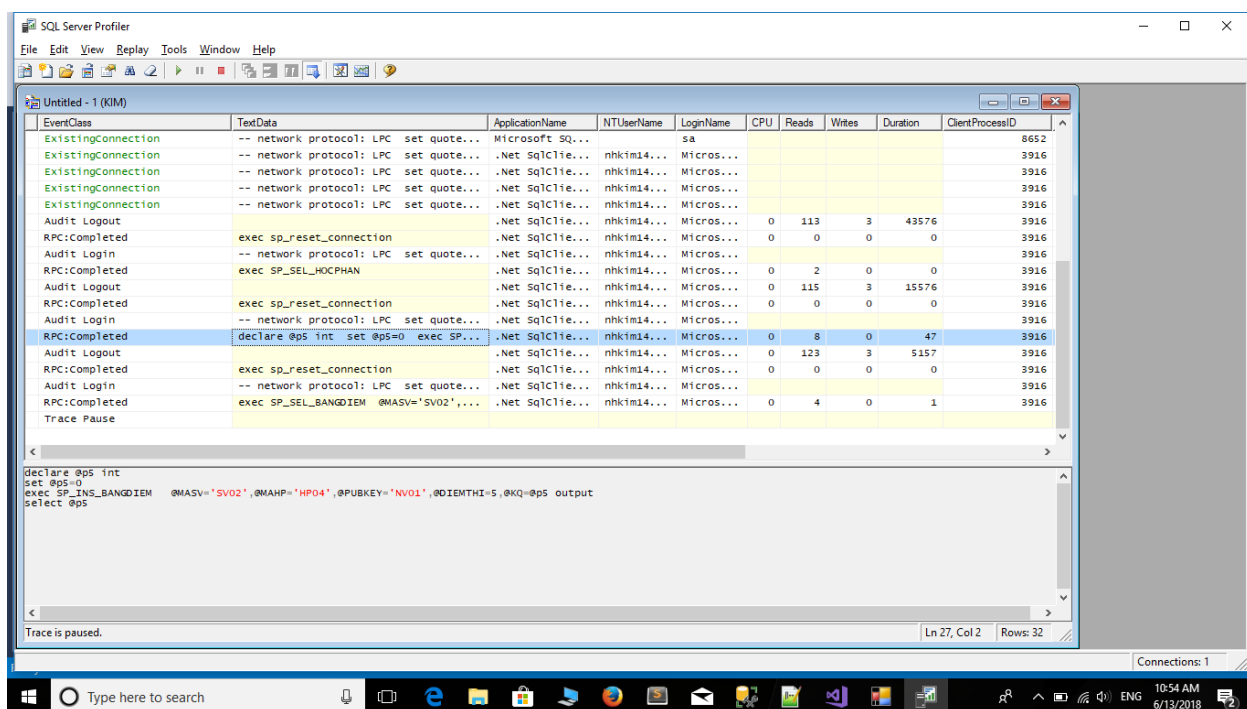 SQL Server Profiler
File Edit View Replay Tools Window Help
Untitled - 1 (KIM)
EventClass TextData ApplicationName NTUserName LoginName CPU Reads Writes Duration ClientProcessID
ExistingConnection -- network protocol: LPC set quote... Microsoft SQ... sa 8652
ExistingConnection -- network protocol: LPC set quote... .Net SqlClie... nhkim14... Micros... 3916
ExistingConnection -- network protocol: LPC set quote... .Net SqlClie... nhkim14... Micros... 3916
ExistingConnection -- network protocol: LPC set quote... .Net SqlClie... nhkim14... Micros... 3916
ExistingConnection -- network protocol: LPC set quote... .Net SqlClie... nhkim14... Micros... 3916
Audit Logout .Net SqlClie... nhkim14... Micros... 0 113 3 43576 3916
RPC:Completed exec sp_reset_connection .Net SqlClie... nhkim14... Micros... 0 0 0 0 3916
Audit Login -- network protocol: LPC set quote... .Net SqlClie... nhkim14... Micros... 3916
RPC:Completed exec SP_SEL_HOCPHAN .Net SqlClie... nhkim14... Micros... 0 2 0 0 3916
Audit Logout .Net SqlClie... nhkim14... Micros... 0 115 3 15576 3916
RPC:Completed exec sp_reset_connection .Net SqlClie... nhkim14... Micros... 0 0 0 0 3916
Audit Login -- network protocol: LPC set quote... .Net SqlClie... nhkim14... Micros... 3916
RPC:Completed declare @p5 int set @p5=0 exec SP... .Net SqlClie... nhkim14... Micros... 0 8 0 47 3916
Audit Logout .Net SqlClie... nhkim14... Micros... 0 123 3 5157 3916
RPC:Completed exec sp_reset_connection .Net SqlClie... nhkim14... Micros... 0 0 0 0 3916
Audit Login -- network protocol: LPC set quote... .Net SqlClie... nhkim14... Micros... 3916
RPC:Completed exec SP_SEL_BANGDIEM @MASV='SV02',... .Net SqlClie... nhkim14... Micros... 0 4 0 1 3916
Trace Pause
declare @p5 int
set @p5=0
exec SP_INS_BANGDIEM @MASV='SV02',@MAHP='HP04',@PUBKEY='NV01',@DIEMTHI=5,@KQ=@p5 output
select @p5
Trace is paused. Ln 27, Col 2 Rows: 32
Connections: 1
Type here to search ENG 10:54 AM
6/13/2018